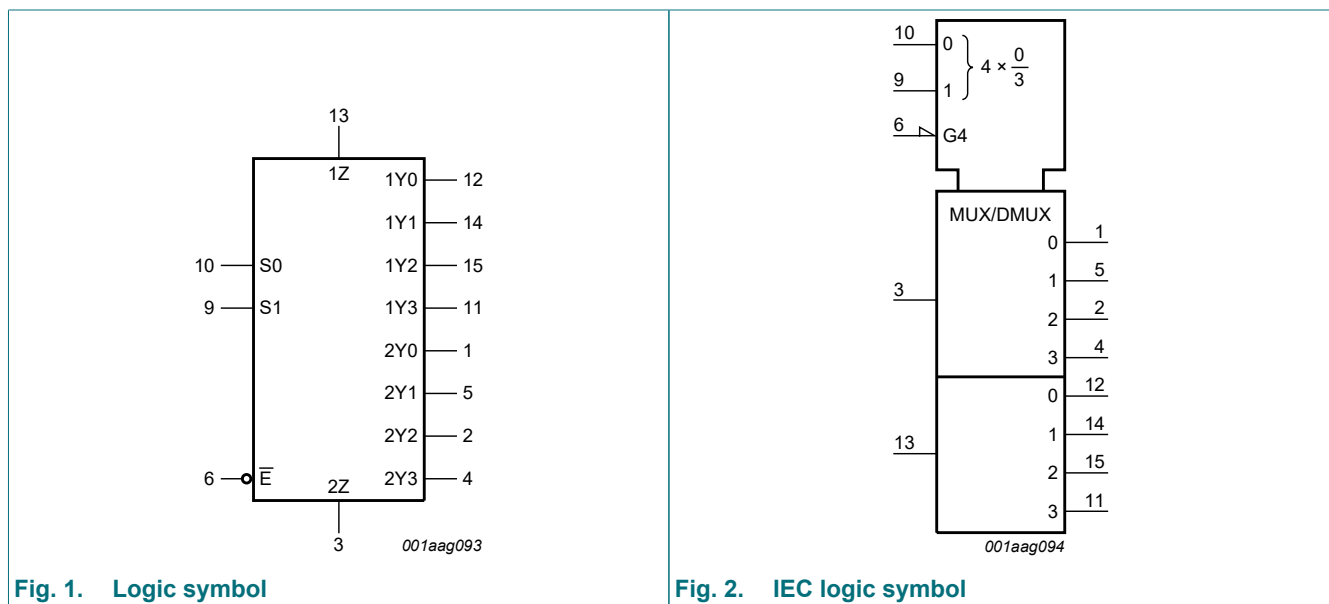 13
1Z
1Y0 12
1Y1 14
10 S0 1Y2 15
9 S1 1Y3 11
2Y0 1
2Y1 5
2Y2 2
6 E̅ 2Y3 4
2Z
3
001aag093
Fig. 1. Logic symbol
10 0
4 × 0/3
9 1
6 G4
MUX/DMUX
0 1
1 5
3
2 2
3 4
0 12
1 14
13
2 15
3 11
001aag094
Fig. 2. IEC logic symbol